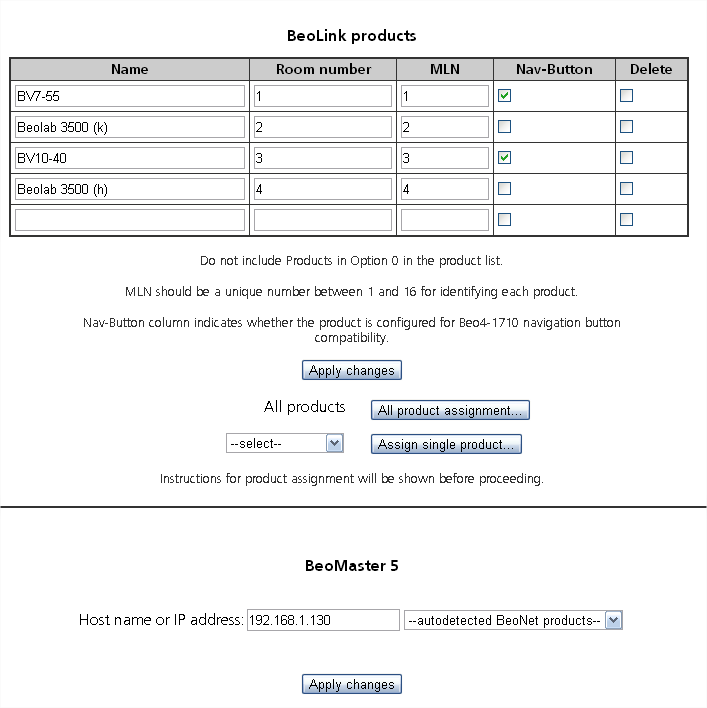 BeoLink products
Name Room number MLN Nav-Button Delete
BV7-55 1 1
Beolab 3500 (k) 2 2
BV10-40 3 3
Beolab 3500 (h) 4 4
Do not include Products in Option 0 in the product list.
MLN should be a unique number between 1 and 16 for identifying each product.
Nav-Button column indicates whether the product is configured for Beo4-1710 navigation button
compatibility.
Apply changes
All products All product assignment...
--select-- Assign single product...
Instructions for product assignment will be shown before proceeding.
BeoMaster 5
Host name or IP address: 192.168.1.130 --autodetected BeoNet products--
Apply changes